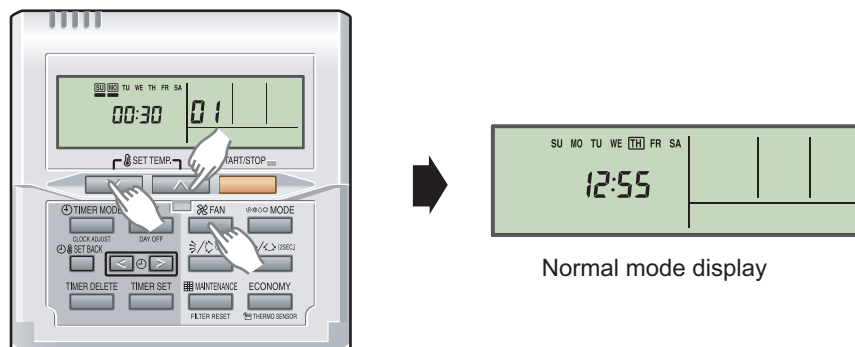 SU MO TU WE TH FR SA
00:30 01
SET TEMP. START/STOP
TIMER MODE FAN MODE
CLOCK ADJUST DAY OFF
SET BACK (2SEC.)
TIMER DELETE TIMER SET MAINTENANCE ECONOMY
FILTER RESET THERMO SENSOR
SU MO TU WE TH FR SA
12:55
Normal mode display